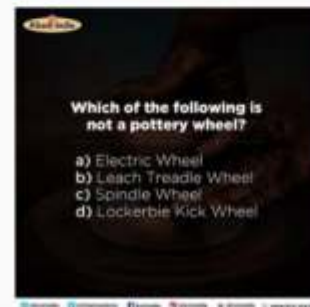 Which of the following is
not a pottery wheel?
a) Electric Wheel
b) Leach Treadle Wheel
c) Spindle Wheel
d) Lockerbie Kick Wheel